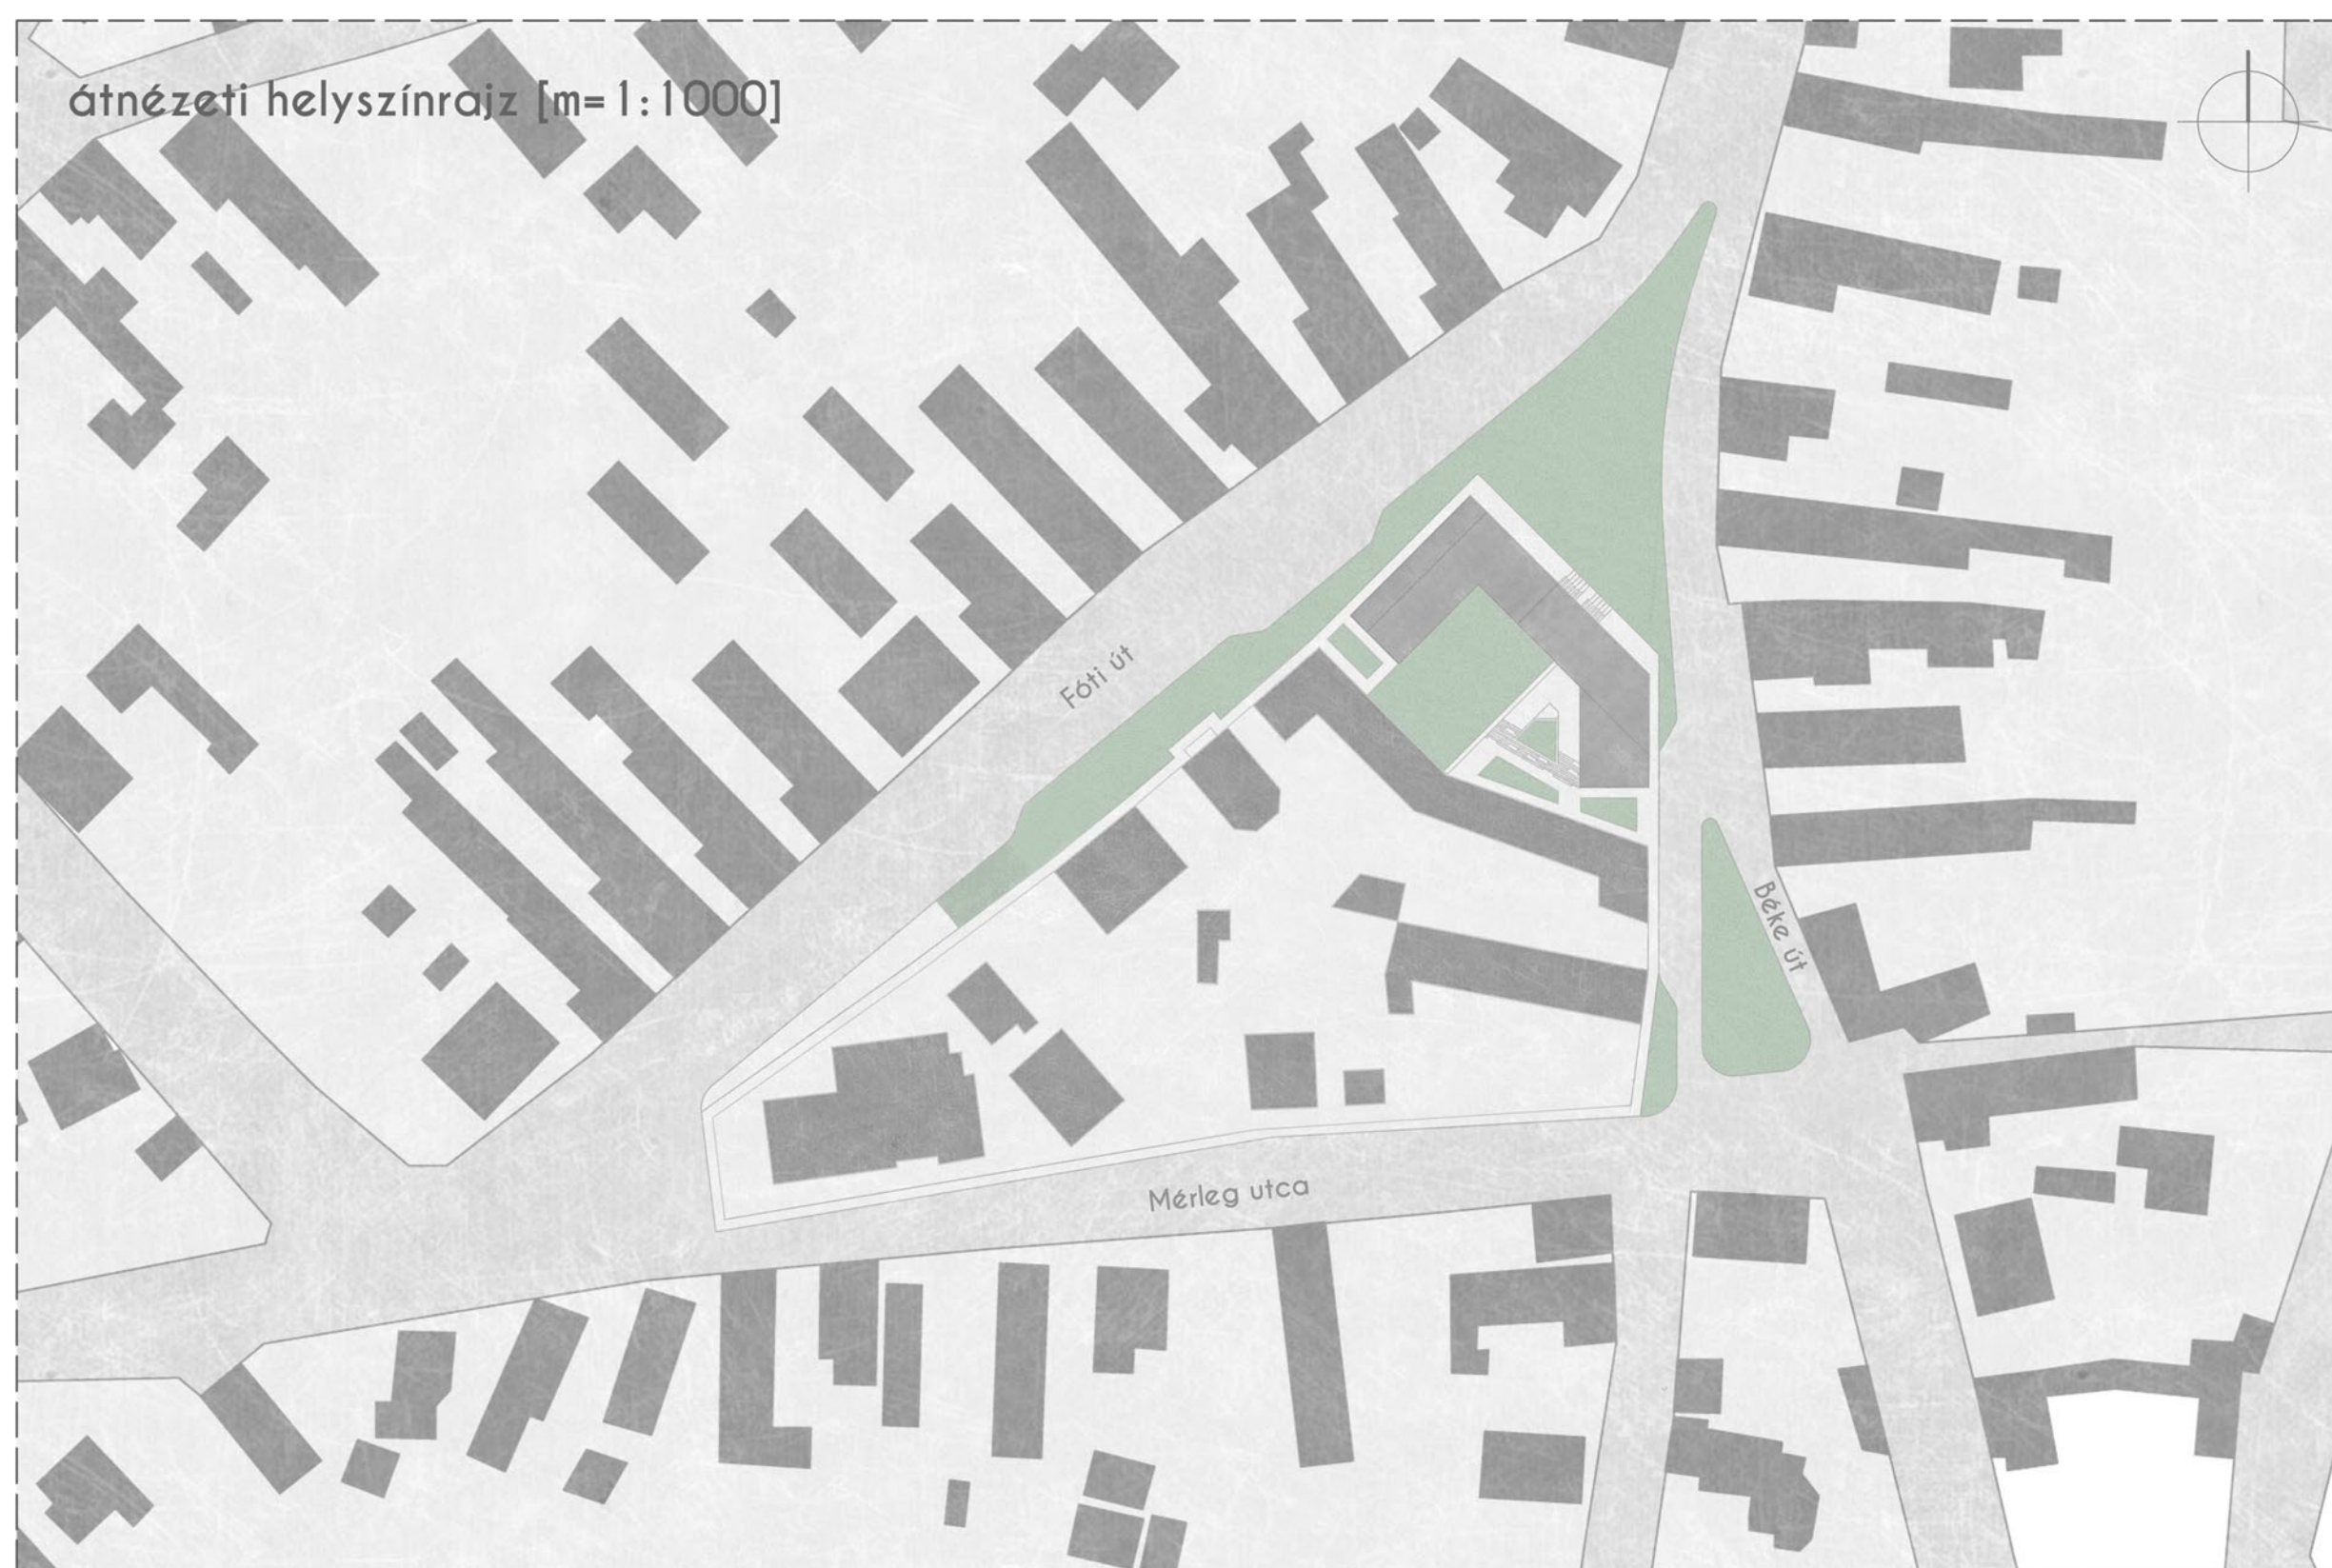 átnézeti helyszínrajz [m=1:1000]
Fóti út
Béke út
Mérleg utca